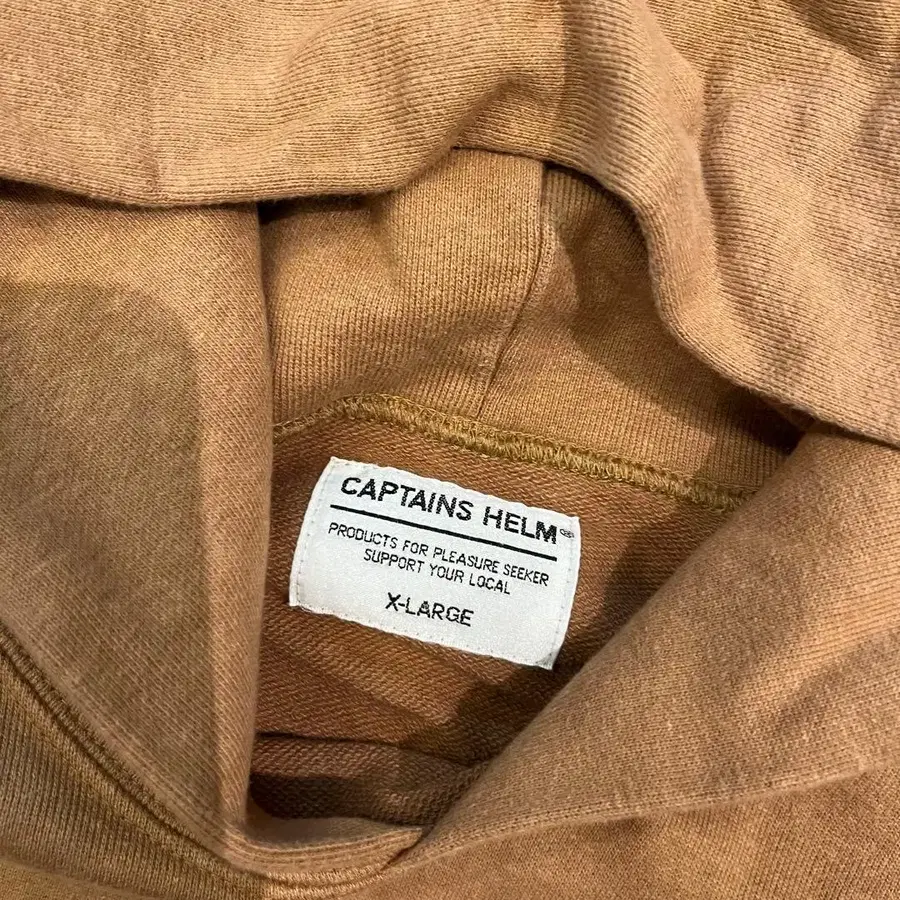 CAPTAINS HELM
PRODUCTS FOR PLEASURE SEEKER
SUPPORT YOUR LOCAL
X-LARGE